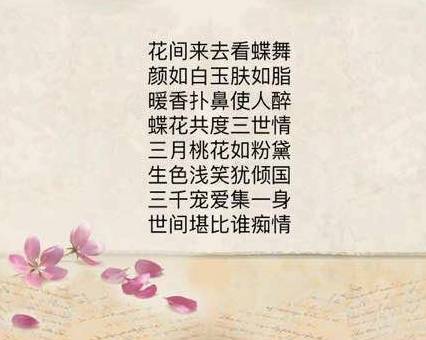 花间来去看蝶舞
颜如白玉肤如脂
暖香扑鼻使人醉
蝶花共度三世情
三月桃花如粉黛
生色浅笑犹倾国
三千宠爱集一身
世间堪比谁痴情